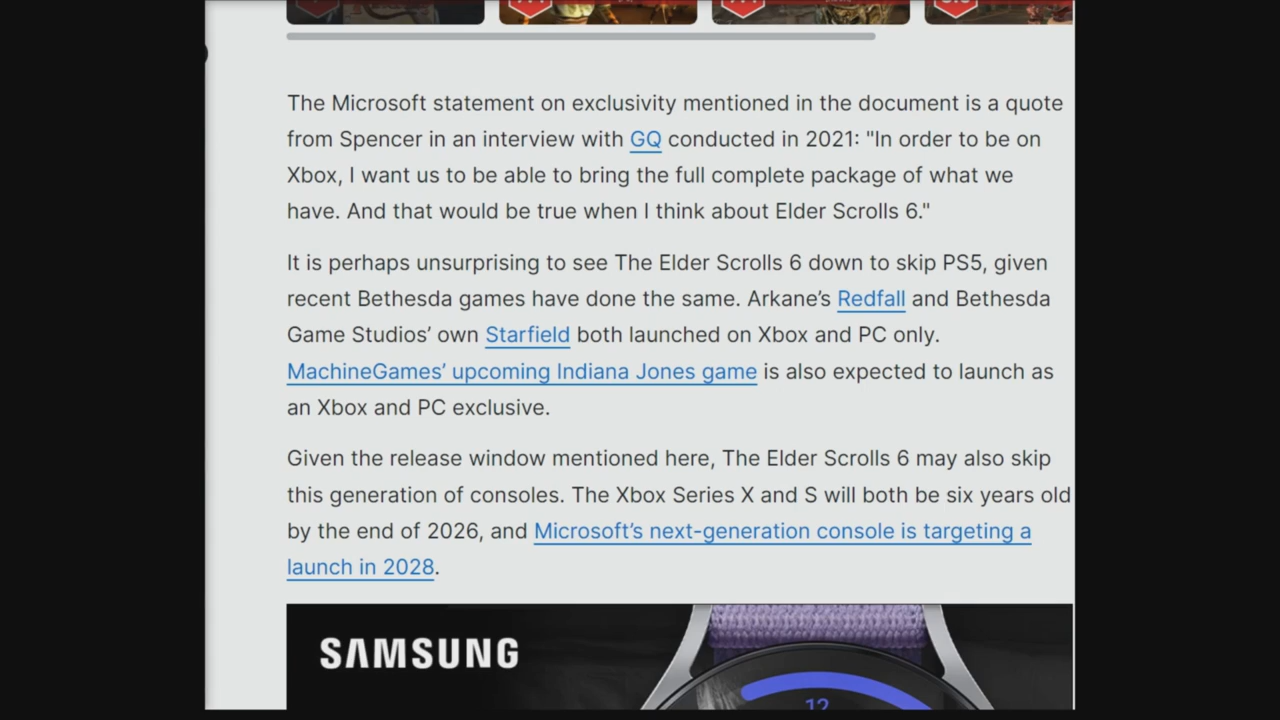 The Microsoft statement on exclusivity mentioned in the document is a quote
from Spencer in an interview with GQ conducted in 2021: "In order to be on
Xbox, I want us to be able to bring the full complete package of what we
have. And that would be true when I think about Elder Scrolls 6."
It is perhaps unsurprising to see The Elder Scrolls 6 down to skip PS5, given
recent Bethesda games have done the same. Arkane’s Redfall and Bethesda
Game Studios’ own Starfield both launched on Xbox and PC only.
MachineGames’ upcoming Indiana Jones game is also expected to launch as
an Xbox and PC exclusive.
Given the release window mentioned here, The Elder Scrolls 6 may also skip
this generation of consoles. The Xbox Series X and S will both be six years old
by the end of 2026, and Microsoft’s next-generation console is targeting a
launch in 2028.
SAMSUNG
12